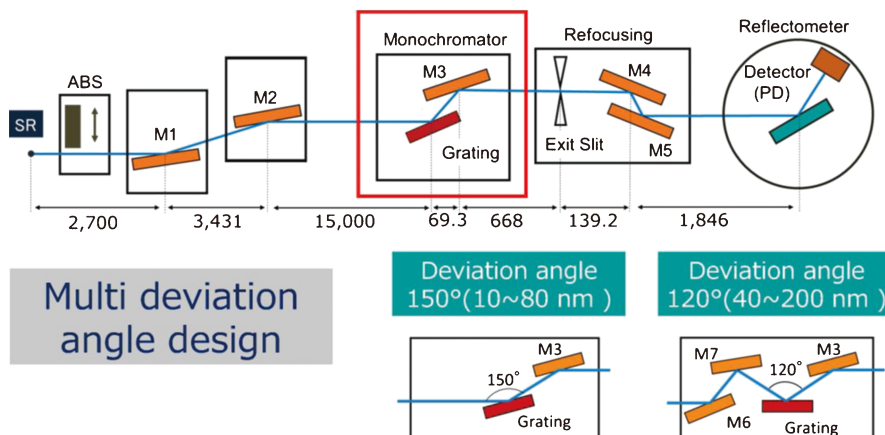 Reflectometer
Monochromator
Refocusing
ABS
M3
M4
Detector
(PD)
M2
SR
M1
Grating
Exit Slit
M5
2,700
3,431
15,000
69.3
668
139.2
1,846
Multi deviation
angle design
Deviation angle
150°(10~80 nm )
Deviation angle
120°(40~200 nm )
M3
150°
Grating
M7
120°
M3
M6
Grating